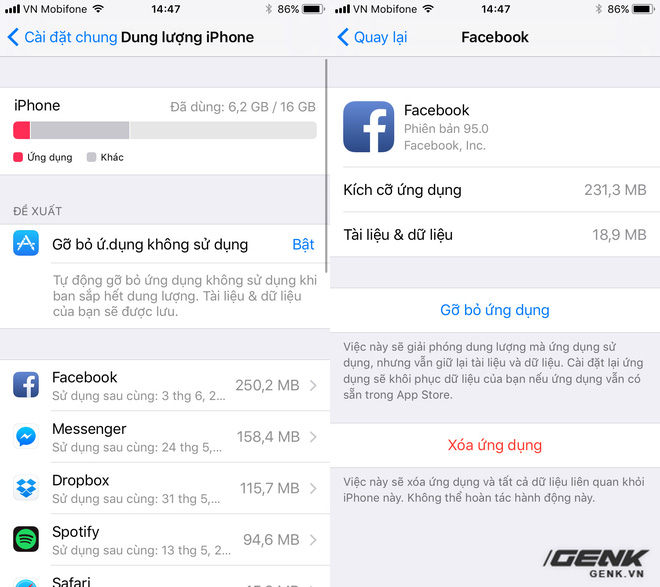 VN Mobifone 14:47 86%
Cài đặt chung Dung lượng iPhone
iPhone Đã dùng: 6,2 GB / 16 GB
Ứng dụng Khác
ĐỀ XUẤT
Gỡ bỏ ứ.dụng không sử dụng Bật
Tự động gỡ bỏ ứng dụng không sử dụng khi
ban sắp hết dung lượng. Tài liệu & dữ liệu
của bạn sẽ được lưu.
Facebook 250,2 MB
Sử dụng sau cùng: 3 thg 6, 2...
Messenger 158,4 MB
Sử dụng sau cùng: 24 thg 5,...
Dropbox 115,7 MB
Sử dụng sau cùng: 31 thg 5,...
Spotify 94,6 MB
Sử dụng sau cùng: 13 thg 5, 2...
Safari
VN Mobifone 14:47 86%
Quay lại Facebook
Facebook
Phiên bản 95.0
Facebook, Inc.
Kích cỡ ứng dụng 231,3 MB
Tài liệu & dữ liệu 18,9 MB
Gỡ bỏ ứng dụng
Việc này sẽ giải phóng dung lượng mà ứng dụng sử
dụng, nhưng vẫn giữ lại tài liệu và dữ liệu. Cài đặt lại ứng
dụng sẽ khôi phục dữ liệu của bạn nếu ứng dụng vẫn có
sẵn trong App Store.
Xóa ứng dụng
Việc này sẽ xóa ứng dụng và tất cả dữ liệu liên quan khỏi
iPhone này. Không thể hoàn tác hành động này.
GENK
GENK.VN